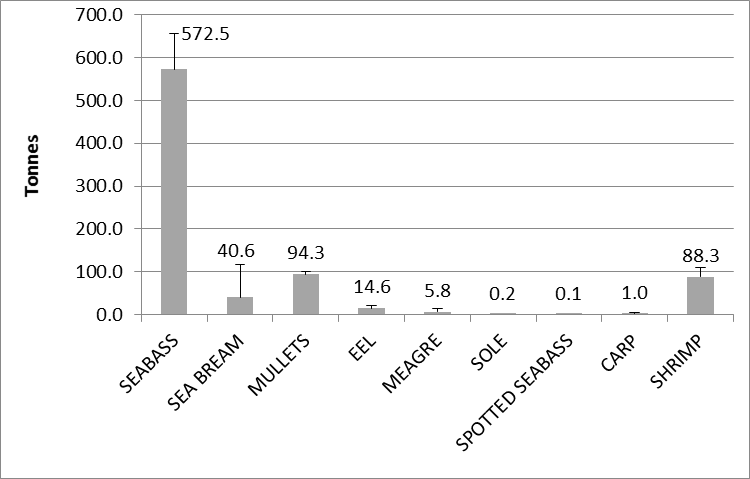 700.0
600.0
500.0
400.0
300.0
200.0
100.0
0.0
Tonnes
572.5
40.6
94.3
14.6
5.8
0.2
0.1
1.0
88.3
SEABASS
SEA BREAM
MULLETS
EEL
MEAGRE
SOLE
SPOTTED SEABASS
CARP
SHRIMP